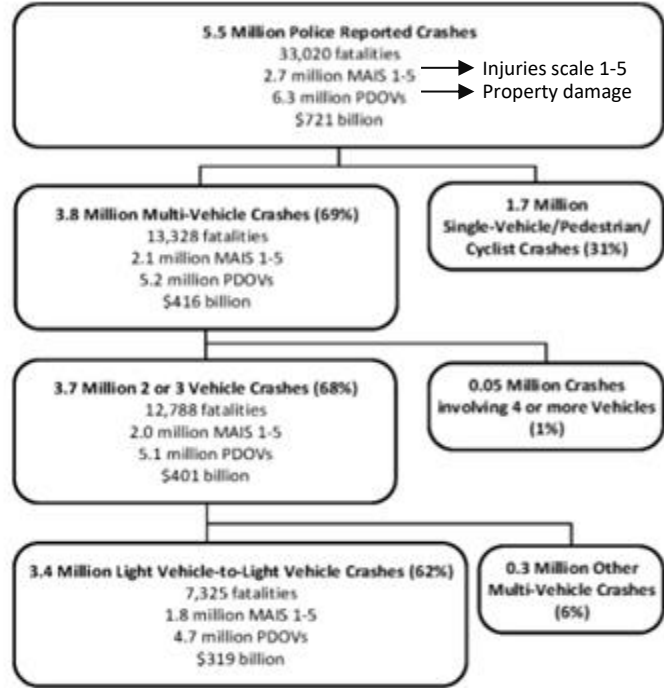 5.5 Million Police Reported Crashes
33,020 fatalities
2.7 million MAIS 1-5
Injuries scale 1-5
6.3 million PDOVs
Property damage
$721 billion
3.8 Million Multi-Vehicle Crashes (69%)
13,328 fatalities
2.1 million MAIS 1-5
5.2 million PDOVs
$416 billion
1.7 Million
Single-Vehicle/Pedestrian/
Cyclist Crashes (31%)
3.7 Million 2 or 3 Vehicle Crashes (68%)
12,788 fatalities
2.0 million MAIS 1-5
5.1 million PDOVs
$401 billion
0.05 Million Crashes
involving 4 or more Vehicles
(1%)
3.4 Million Light Vehicle-to-Light Vehicle Crashes (62%)
7,325 fatalities
1.8 million MAIS 1-5
4.7 million PDOVs
$319 billion
0.3 Million Other
Multi-Vehicle Crashes
(6%)